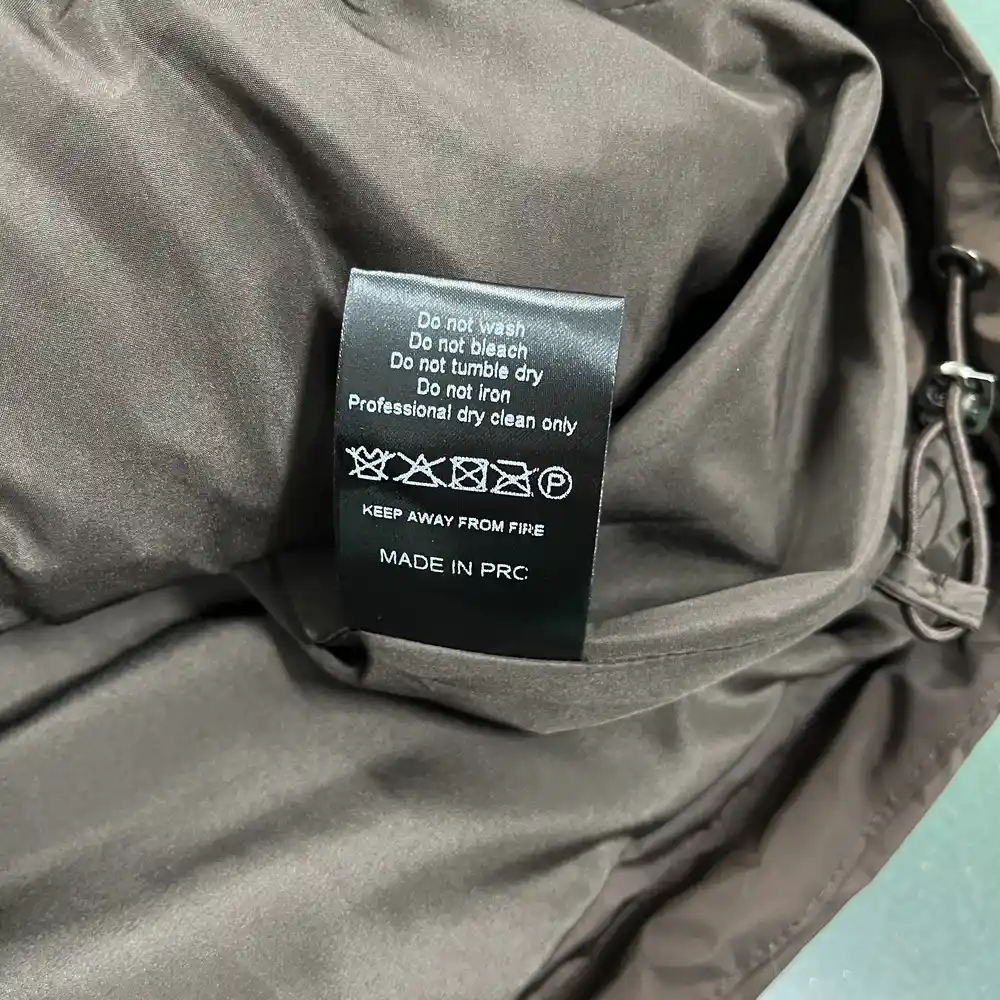 Do not wash
Do not bleach
Do not tumble dry
Do not iron
Professional dry clean only
P
KEEP AWAY FROM FIRE
MADE IN PRC